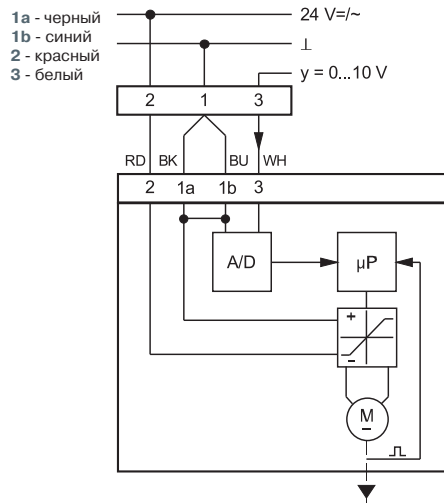 1a - черный
1b - синий
2 - красный
3 - белый
24 V=/~
⊥
y = 0...10 V
2 1 3
RD BK BU WH
2 1a 1b 3
A/D
µP
+
-
M